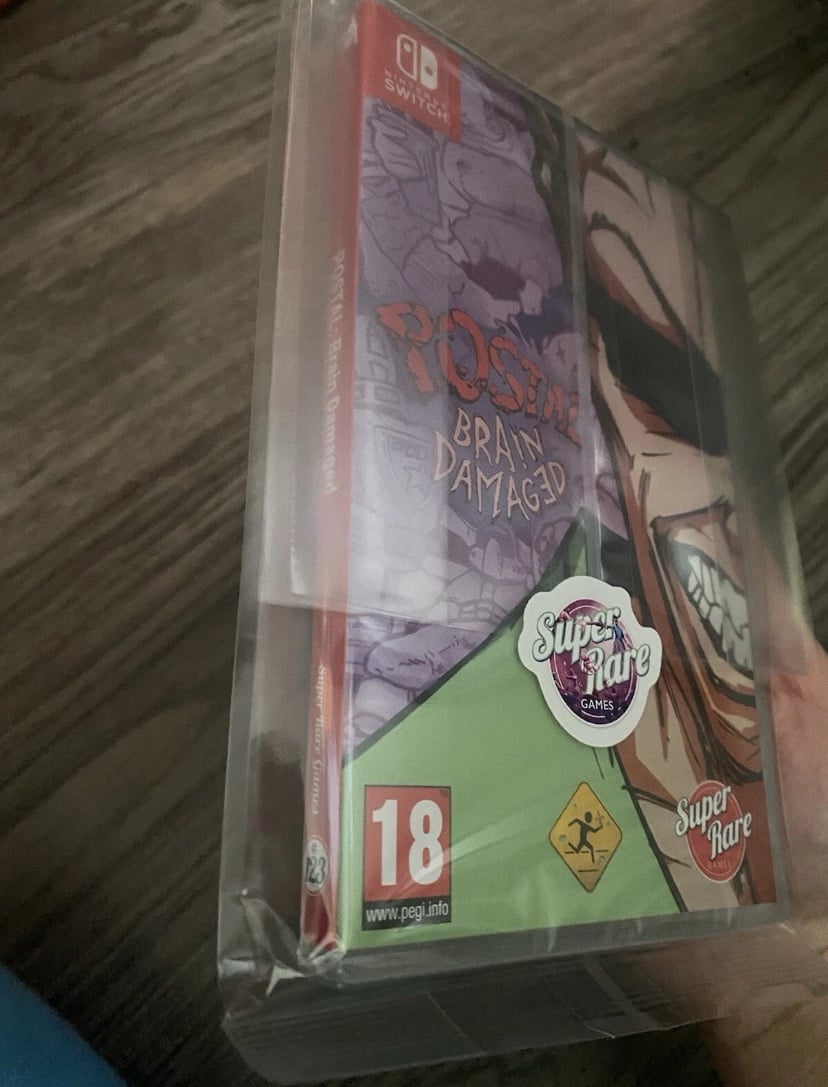 NINTENDO
SWITCH
POSTAL: Brain Damaged
POSTAL
BRAIN
DAMAGED
Super
Rare
GAMES
Super Rare Games
#123
18
www.pegi.info
Super
Rare
GAMES